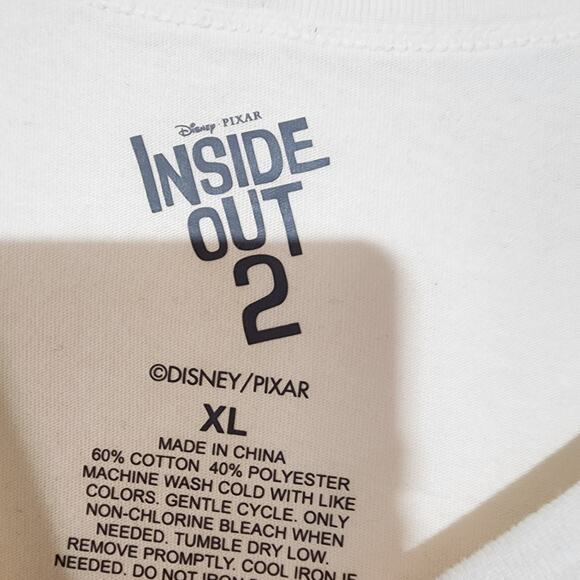 Disney · PIXAR
INSIDE
OUT
2
©DISNEY/PIXAR
XL
MADE IN CHINA
60% COTTON 40% POLYESTER
MACHINE WASH COLD WITH LIKE
COLORS. GENTLE CYCLE. ONLY
NON-CHLORINE BLEACH WHEN
NEEDED. TUMBLE DRY LOW.
REMOVE PROMPTLY. COOL IRON IF
NEEDED. DO NOT IRON